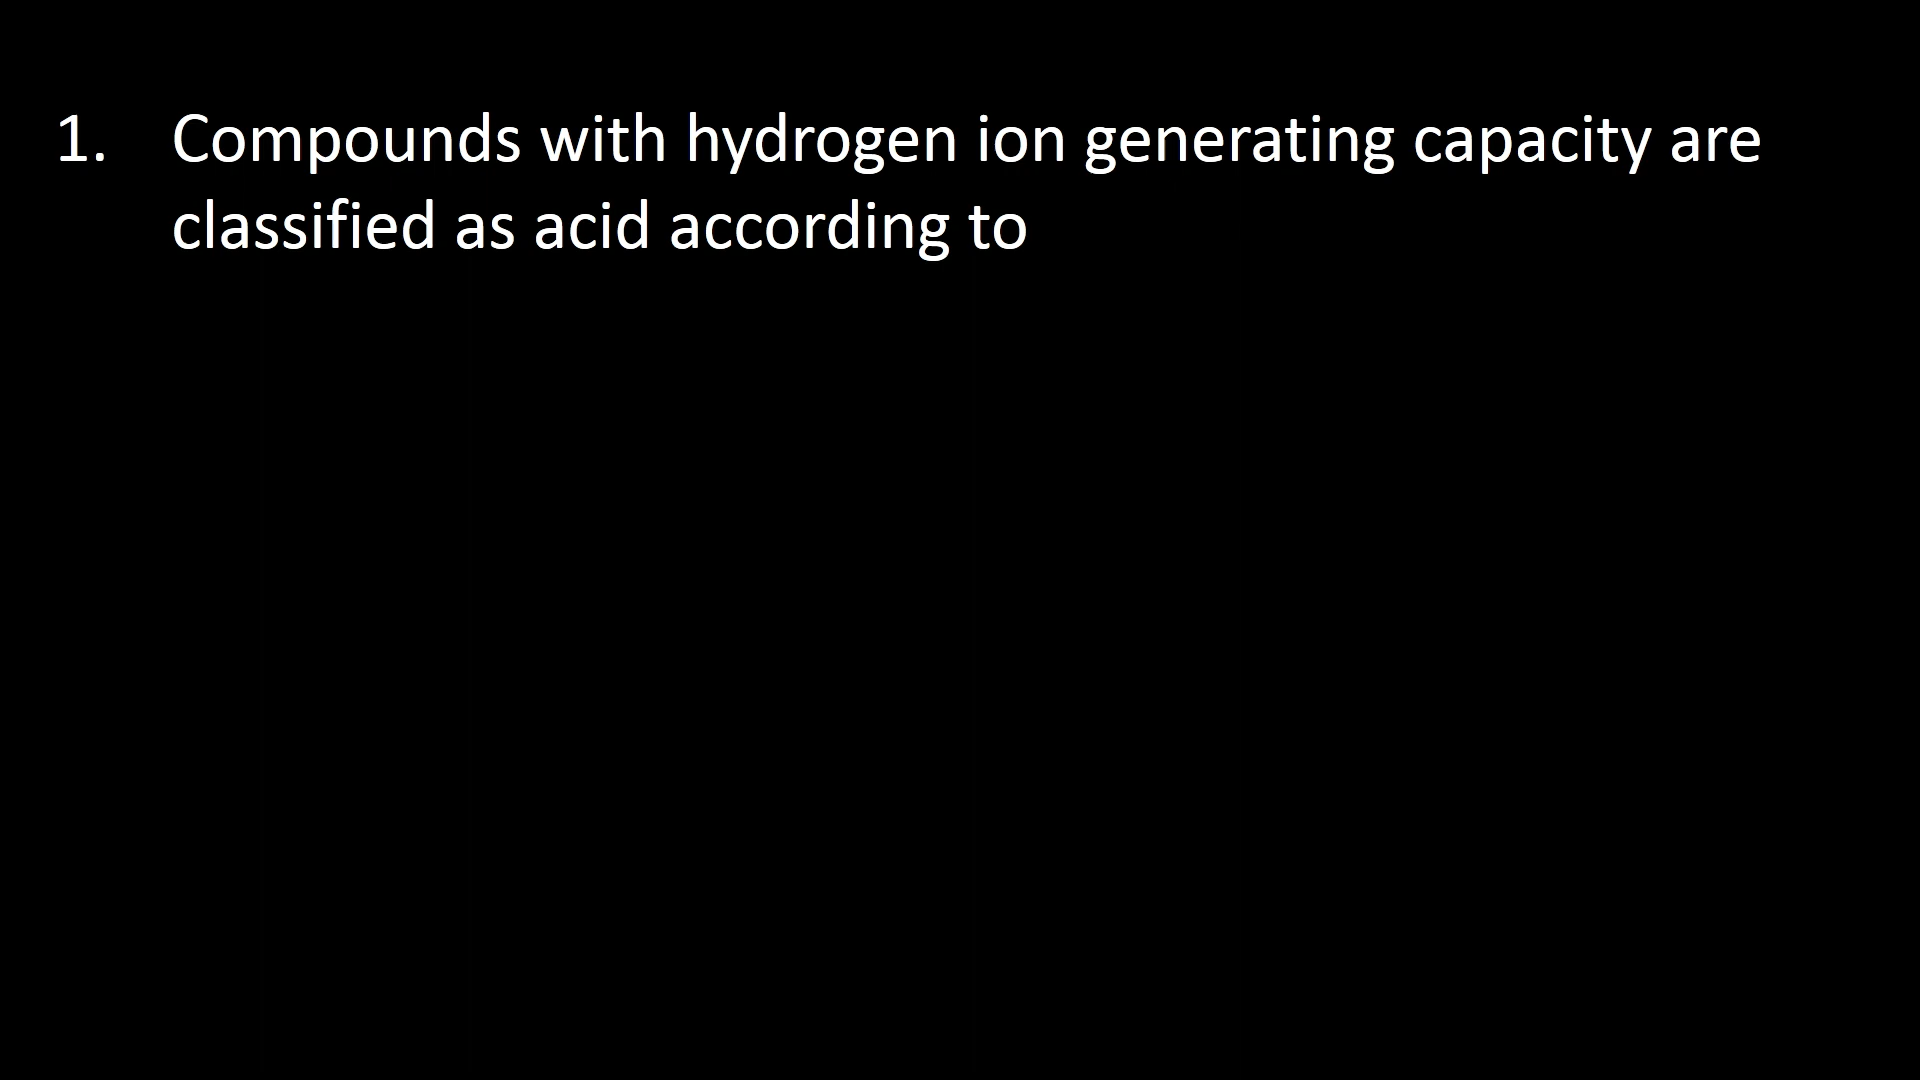 1. Compounds with hydrogen ion generating capacity are
classified as acid according to